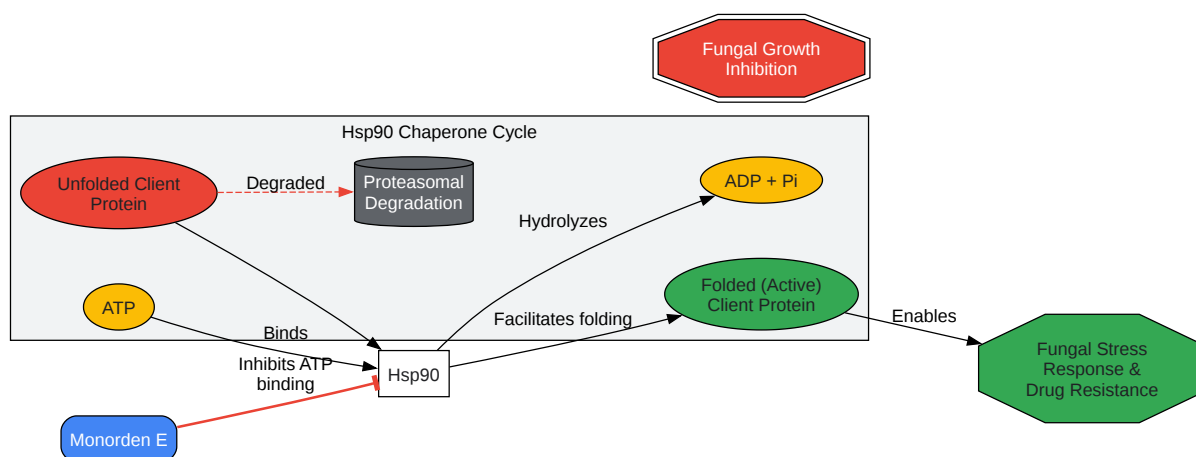 Fungal Growth
Inhibition
Hsp90 Chaperone Cycle
Unfolded Client
Protein
Degraded
Proteasomal
Degradation
ADP + Pi
Hydrolyzes
ATP
Binds
Folded (Active)
Client Protein
Facilitates folding
Enables
Inhibits ATP
binding
Hsp90
Fungal Stress
Response &
Drug Resistance
Monorden E